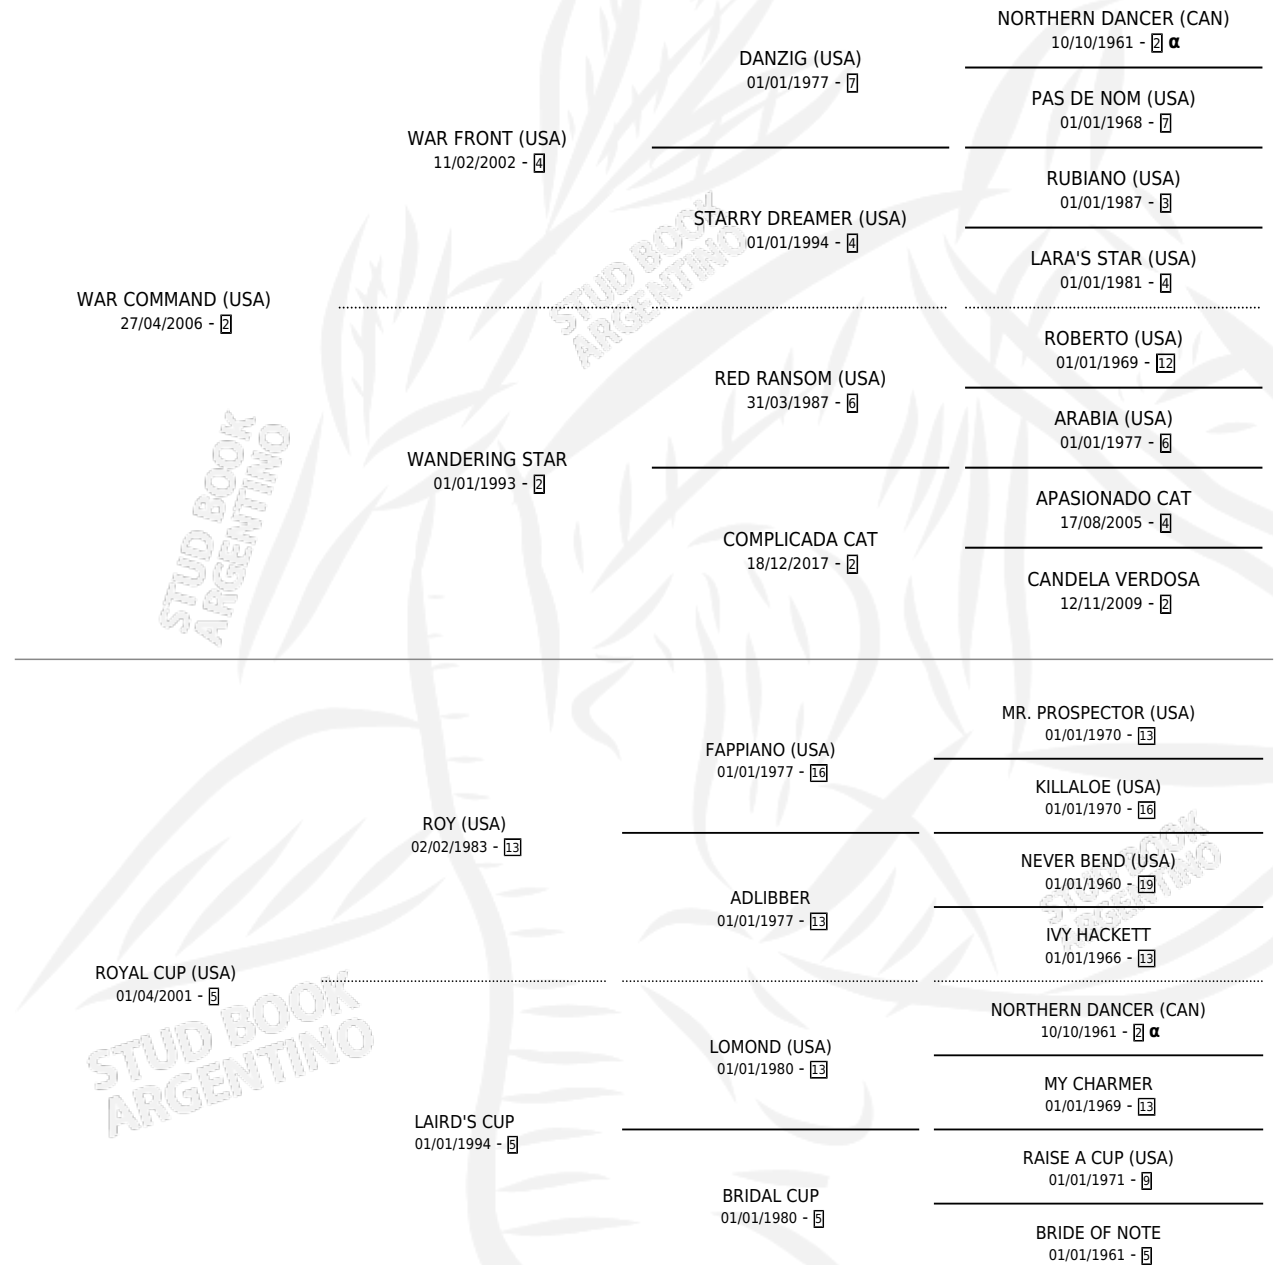 NORTHERN DANCER (CAN)
10/10/1961 - 2 α
DANZIG (USA)
01/01/1977 - 7
PAS DE NOM (USA)
01/01/1968 - 7
WAR FRONT (USA)
11/02/2002 - 4
RUBIANO (USA)
01/01/1987 - 3
STARRY DREAMER (USA)
01/01/1994 - 4
LARA'S STAR (USA)
01/01/1981 - 4
WAR COMMAND (USA)
27/04/2006 - 2
ROBERTO (USA)
01/01/1969 - 12
RED RANSOM (USA)
31/03/1987 - 6
ARABIA (USA)
01/01/1977 - 6
WANDERING STAR
01/01/1993 - 2
APASIONADO CAT
17/08/2005 - 4
COMPLICADA CAT
18/12/2017 - 2
CANDELA VERDOSA
12/11/2009 - 2
MR. PROSPECTOR (USA)
01/01/1970 - 13
FAPPIANO (USA)
01/01/1977 - 16
KILLALOE (USA)
01/01/1970 - 16
ROY (USA)
02/02/1983 - 13
NEVER BEND (USA)
01/01/1960 - 19
ADLIBBER
01/01/1977 - 13
IVY HACKETT
01/01/1966 - 13
ROYAL CUP (USA)
01/04/2001 - 5
NORTHERN DANCER (CAN)
10/10/1961 - 2 α
LOMOND (USA)
01/01/1980 - 13
MY CHARMER
01/01/1969 - 13
LAIRD'S CUP
01/01/1994 - 5
RAISE A CUP (USA)
01/01/1971 - 9
BRIDAL CUP
01/01/1980 - 5
BRIDE OF NOTE
01/01/1961 - 5
STUD BOOK
ARGENTINO
STUD BOOK
ARGENTINO
STUD BOOK
ARGENTINO
STUD BOOK
ARGENTINO